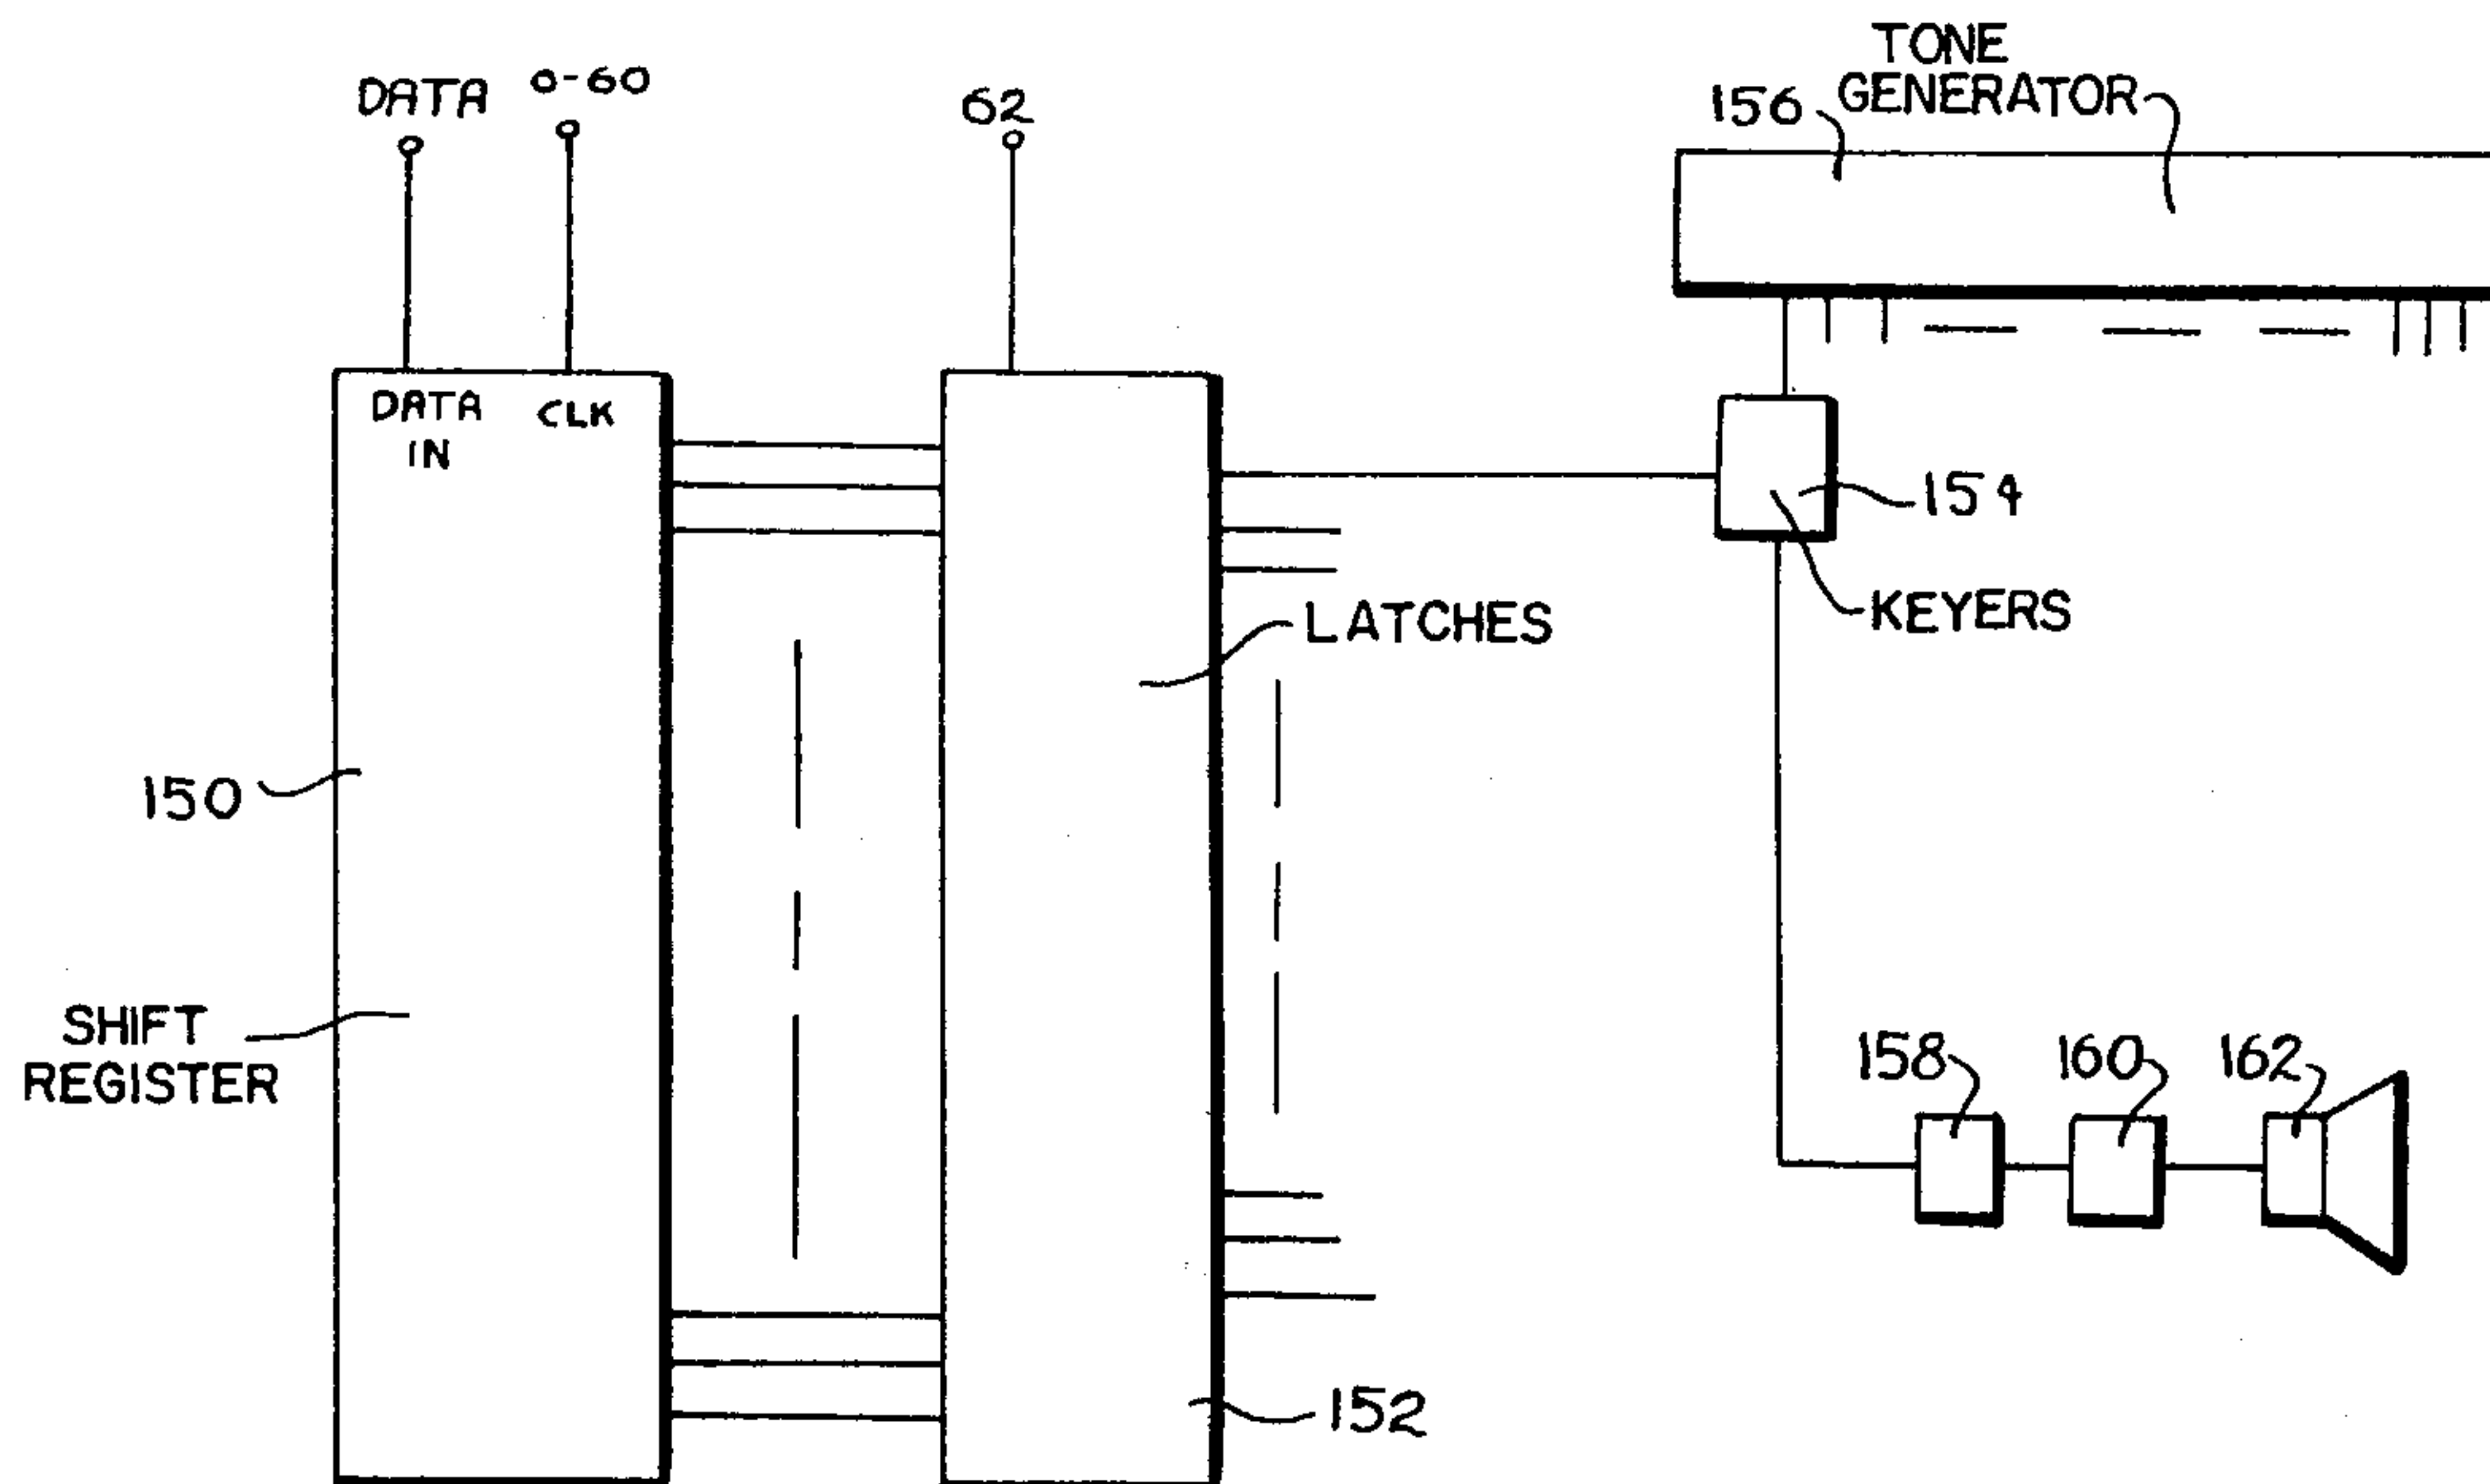 DATA
0-60
62
TONE
GENERATOR
156
DATA
IN
CLK
154
KEYERS
LATCHES
150
SHIFT
REGISTER
158
160
162
152